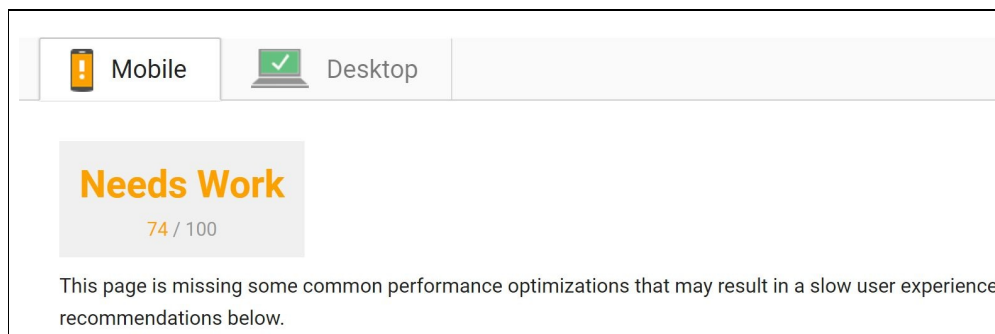 Mobile
Desktop
Needs Work
74 / 100
This page is missing some common performance optimizations that may result in a slow user experience
recommendations below.